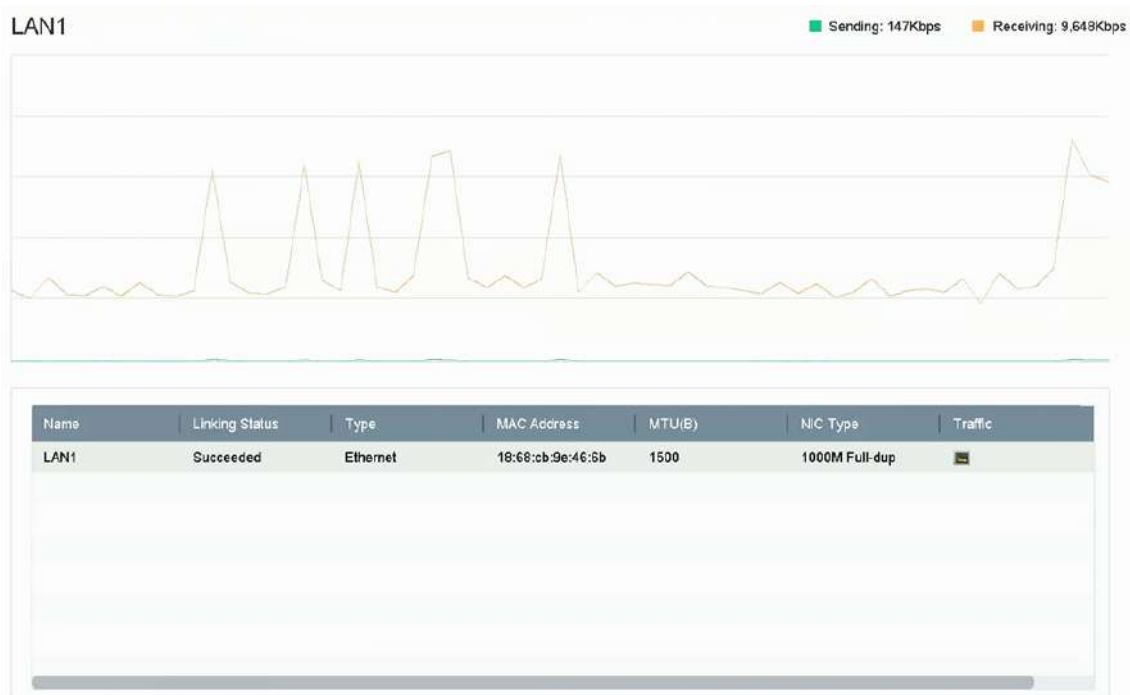 LAN1
Sending: 147Kbps Receiving: 9,648Kbps
Name Linking Status Type MAC Address MTU(B) NIC Type Traffic
LAN1 Succeeded Ethernet 18:68:cb:9e:46:6b 1500 1000M Full-dup